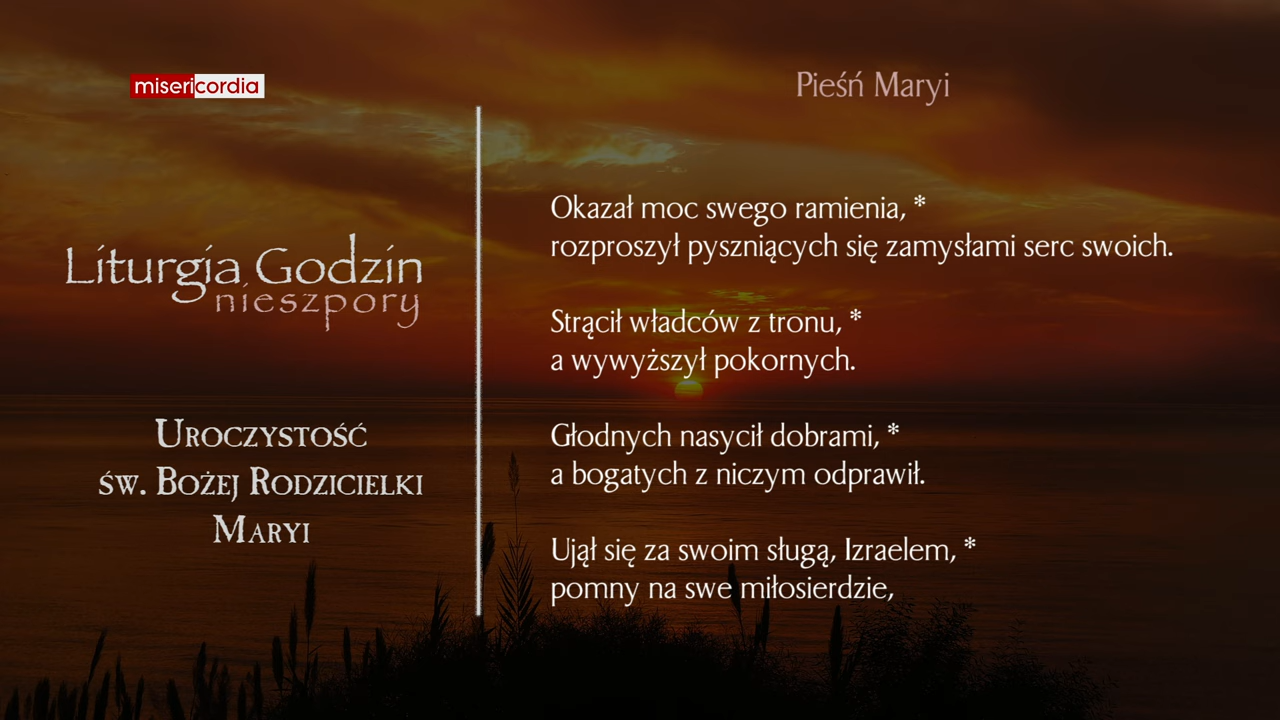 misericordia
Liturgia Godzin
nieszpory
Uroczystość
św. Bożej Rodzicielki
Maryi
Pieśń Maryi
Okazał moc swego ramienia, *
rozproszył pyszniących się zamysłami serc swoich.
Strącił władców z tronu, *
a wywyższył pokornych.
Głodnych nasycił dobrami, *
a bogatych z niczym odprawił.
Ujął się za swoim sługą, Izraelem, *
pomny na swe miłosierdzie,